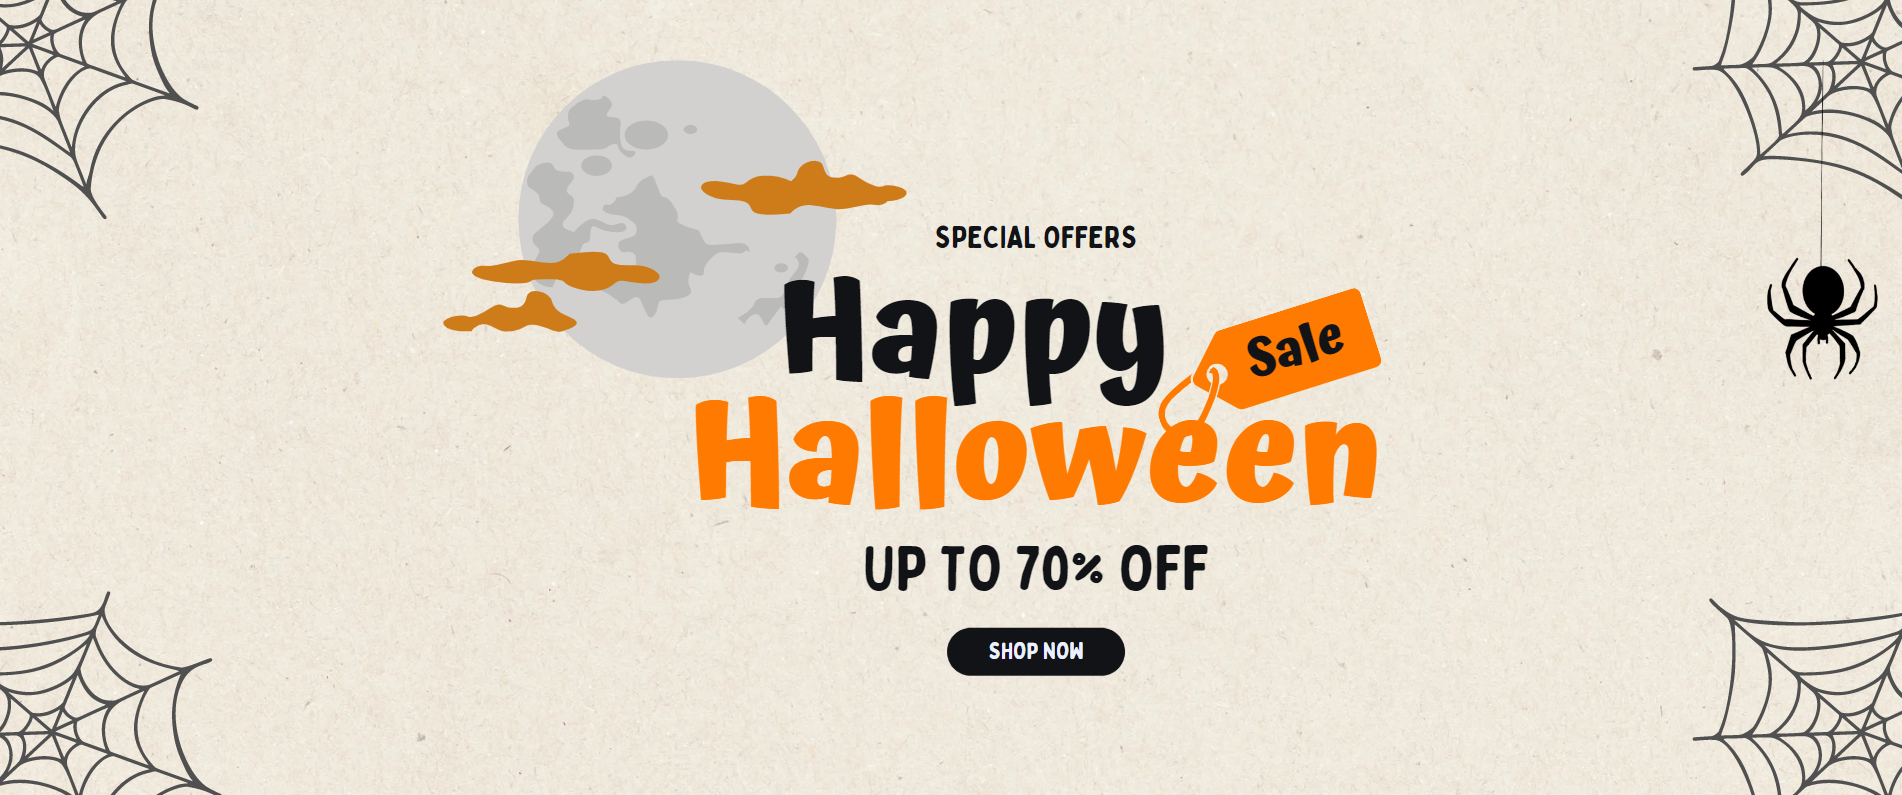 SPECIAL OFFERS
Happy
Sale
Halloween
UP TO 70% OFF
SHOP NOW